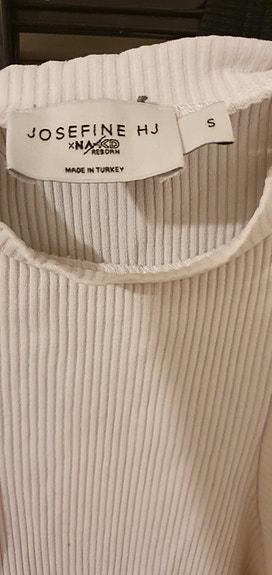 JOSEFINE HJ
×NA-KD
REBORN
MADE IN TURKEY
S